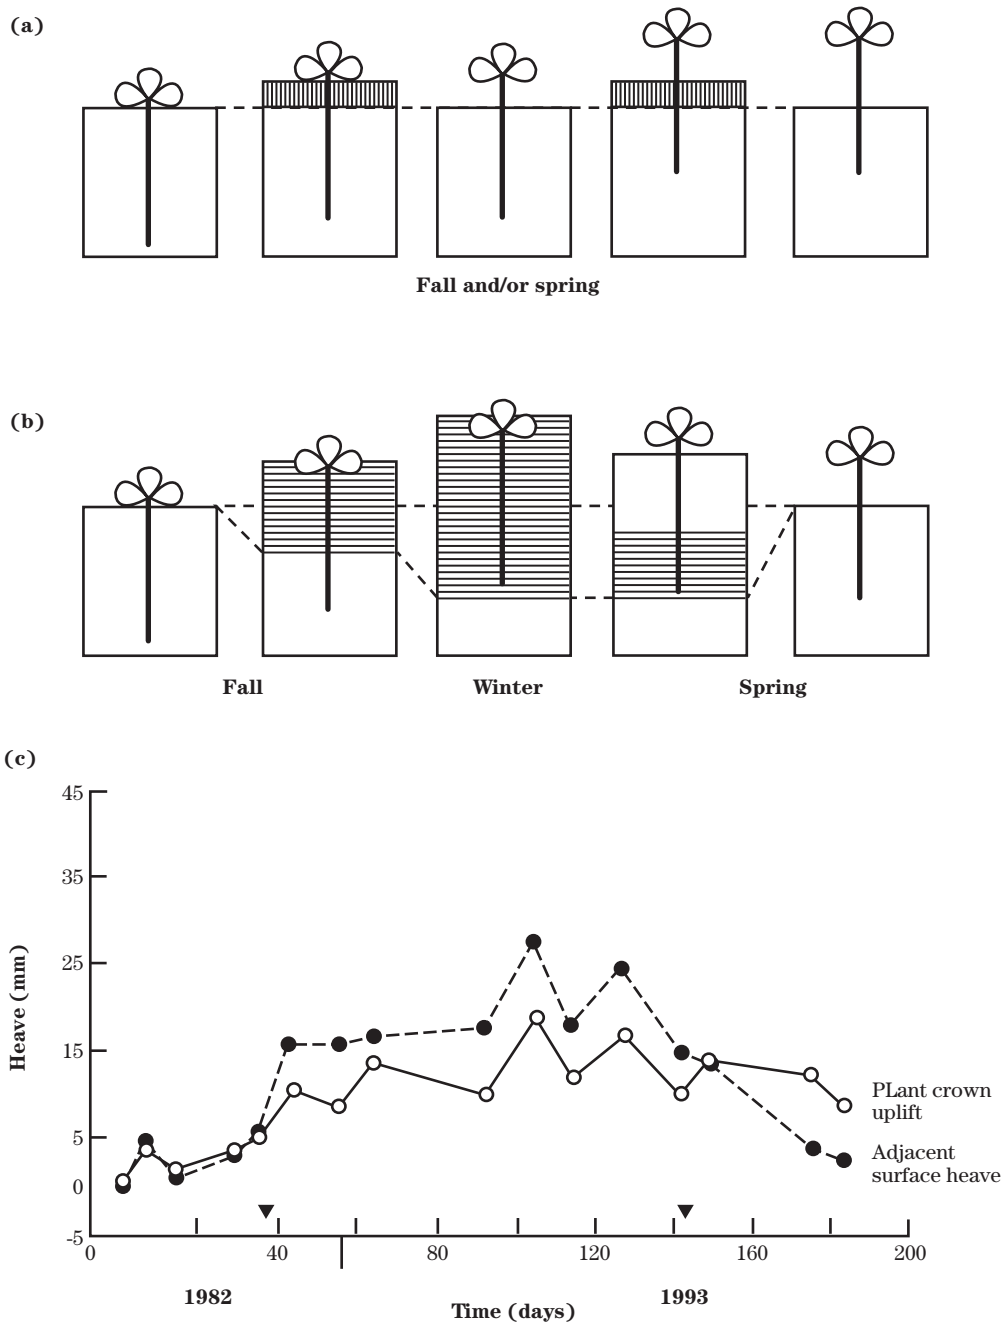 (a)
Fall and/or spring
(b)
Fall Winter Spring
(c)
45
35
25
15
5
0
-5
Heave (mm)
PLant crown
uplift
Adjacent
surface heave
0 40 80 120 160 200
1982 1993
Time (days)